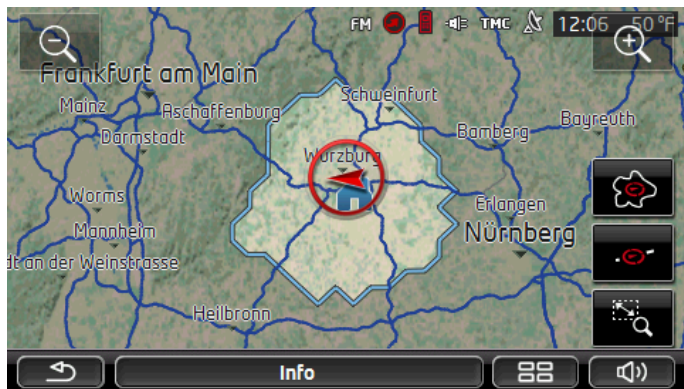 FM TMC 12:06 50 °F
Frankfurt am Main
Mainz
Aschaffenburg
Schweinfurt
Bayreuth
Darmstadt
Bamberg
Würzburg
Worms
Erlangen
Mannheim
Nürnberg
dt an der Weinstrasse
Heilbronn
Info